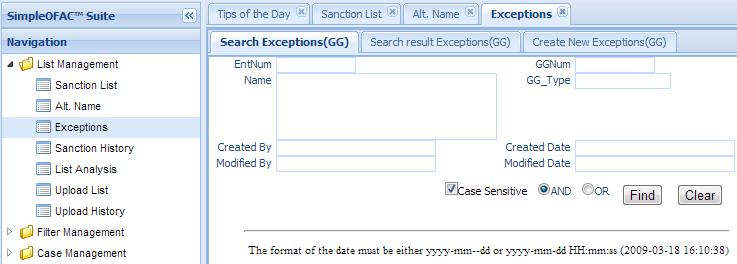 SimpleOFAC™ Suite
Tips of the Day
Sanction List
Alt. Name
Exceptions
Navigation
List Management
Sanction List
Alt. Name
Exceptions
Sanction History
List Analysis
Upload List
Upload History
Filter Management
Case Management
Search Exceptions(GG)
Search result Exceptions(GG)
Create New Exceptions(GG)
EntNum
GGNum
Name
GG_Type
Created By
Created Date
Modified By
Modified Date
Case Sensitive AND OR Find Clear
The format of the date must be either yyyy-mm--dd or yyyy-mm-dd HH:mm:ss (2009-03-18 16:10:38)